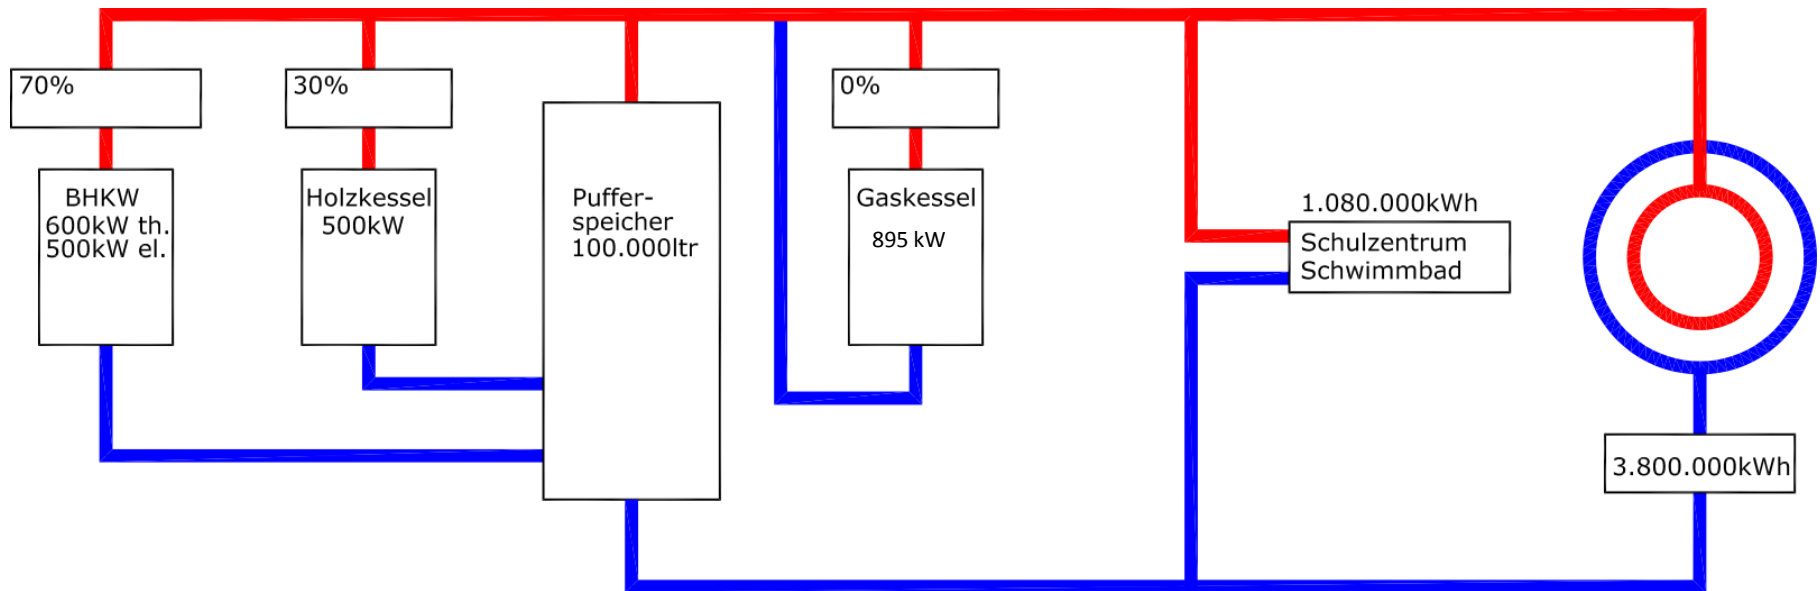 70%
30%
0%
BHKW
600kW th.
500kW el.
Holzkessel
500kW
Puffer-
speicher
100.000ltr
Gaskessel
895 kW
1.080.000kWh
Schulzentrum
Schwimmbad
3.800.000kWh